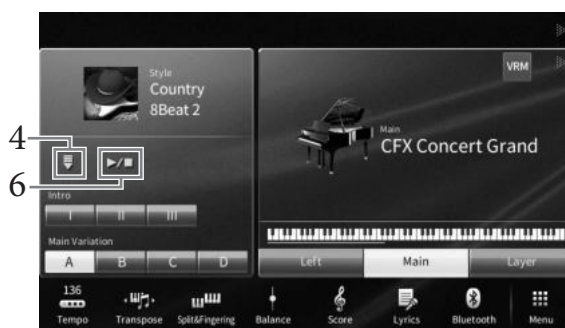 Style
Country
8Beat 2
4
6
Intro
I II III
Main Variation
A B C D
VRM
Main
CFX Concert Grand
Left Main Layer
136
Tempo Transpose Split&Fingering Balance Score Lyrics Bluetooth Menu